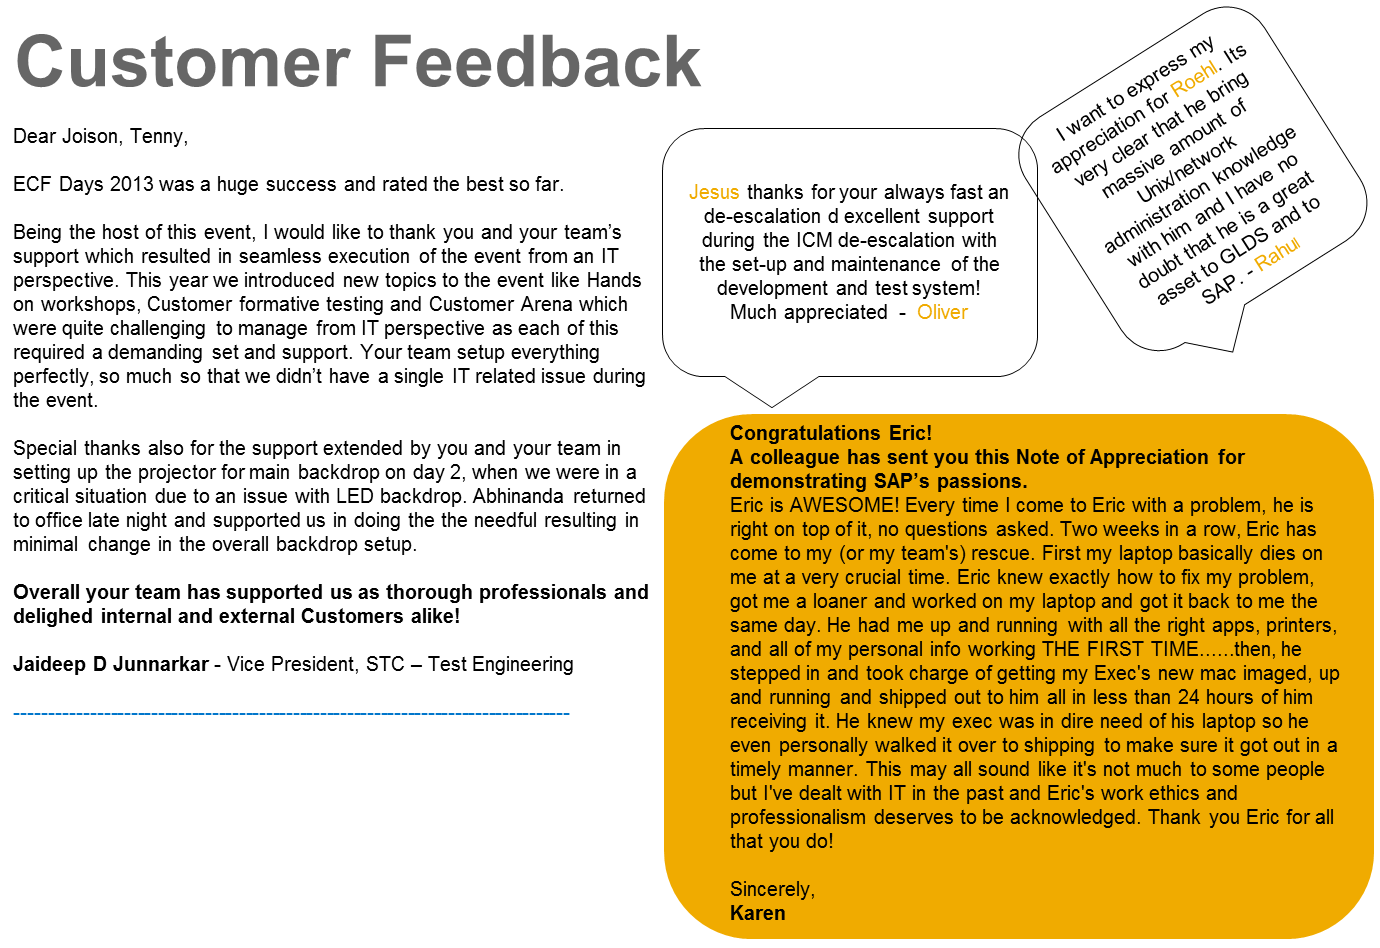 Customer Feedback
Dear Joison, Tenny,
ECF Days 2013 was a huge success and rated the best so far.
Being the host of this event, I would like to thank you and your team’s
support which resulted in seamless execution of the event from an IT
perspective. This year we introduced new topics to the event like Hands
on workshops, Customer formative testing and Customer Arena which
were quite challenging to manage from IT perspective as each of this
required a demanding set and support. Your team setup everything
perfectly, so much so that we didn’t have a single IT related issue during
the event.
Special thanks also for the support extended by you and your team in
setting up the projector for main backdrop on day 2, when we were in a
critical situation due to an issue with LED backdrop. Abhinanda returned
to office late night and supported us in doing the the needful resulting in
minimal change in the overall backdrop setup.
Overall your team has supported us as thorough professionals and
delighed internal and external Customers alike!
Jaideep D Junnarkar - Vice President, STC – Test Engineering
--------------------------------------------------------------------------------
Jesus thanks for your always fast an
de-escalation d excellent support
during the ICM de-escalation with
the set-up and maintenance of the
development and test system!
Much appreciated - Oliver
I want to express my
appreciation for Roehl. Its
very clear that he bring
massive amount of
Unix/network
administration knowledge
with him and I have no
doubt that he is a great
asset to GLDS and to
SAP. - Rahul
Congratulations Eric!
A colleague has sent you this Note of Appreciation for
demonstrating SAP’s passions.
Eric is AWESOME! Every time I come to Eric with a problem, he is
right on top of it, no questions asked. Two weeks in a row, Eric has
come to my (or my team's) rescue. First my laptop basically dies on
me at a very crucial time. Eric knew exactly how to fix my problem,
got me a loaner and worked on my laptop and got it back to me the
same day. He had me up and running with all the right apps, printers,
and all of my personal info working THE FIRST TIME……then, he
stepped in and took charge of getting my Exec's new mac imaged, up
and running and shipped out to him all in less than 24 hours of him
receiving it. He knew my exec was in dire need of his laptop so he
even personally walked it over to shipping to make sure it got out in a
timely manner. This may all sound like it's not much to some people
but I've dealt with IT in the past and Eric's work ethics and
professionalism deserves to be acknowledged. Thank you Eric for all
that you do!
Sincerely,
Karen